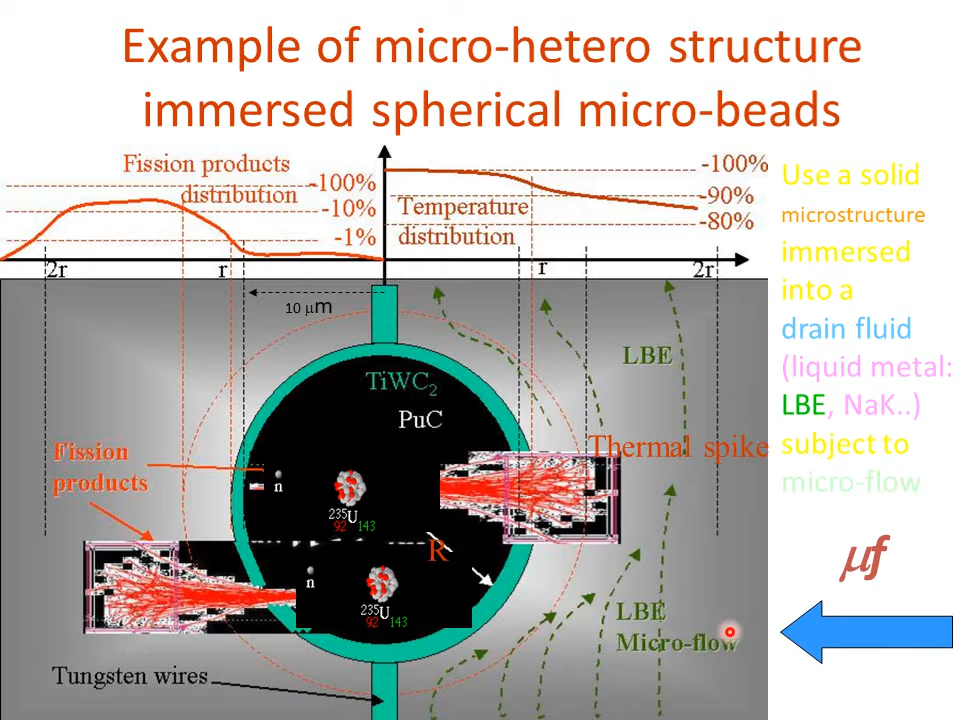 Example of micro-hetero structure
immersed spherical micro-beads
Fission products
distribution
-100%
-10%
-1%
2r
r
Temperature
distribution
-100%
-90%
-80%
r
2r
10 μm
LBE
TiWC2
PuC
Thermal spike
Fission
products
n
235U
92 143
R
n
235U
92 143
LBE
Micro-flow
Tungsten wires
Use a solid
microstructure
immersed
into a
drain fluid
(liquid metal:
LBE, NaK..)
subject to
micro-flow
μf